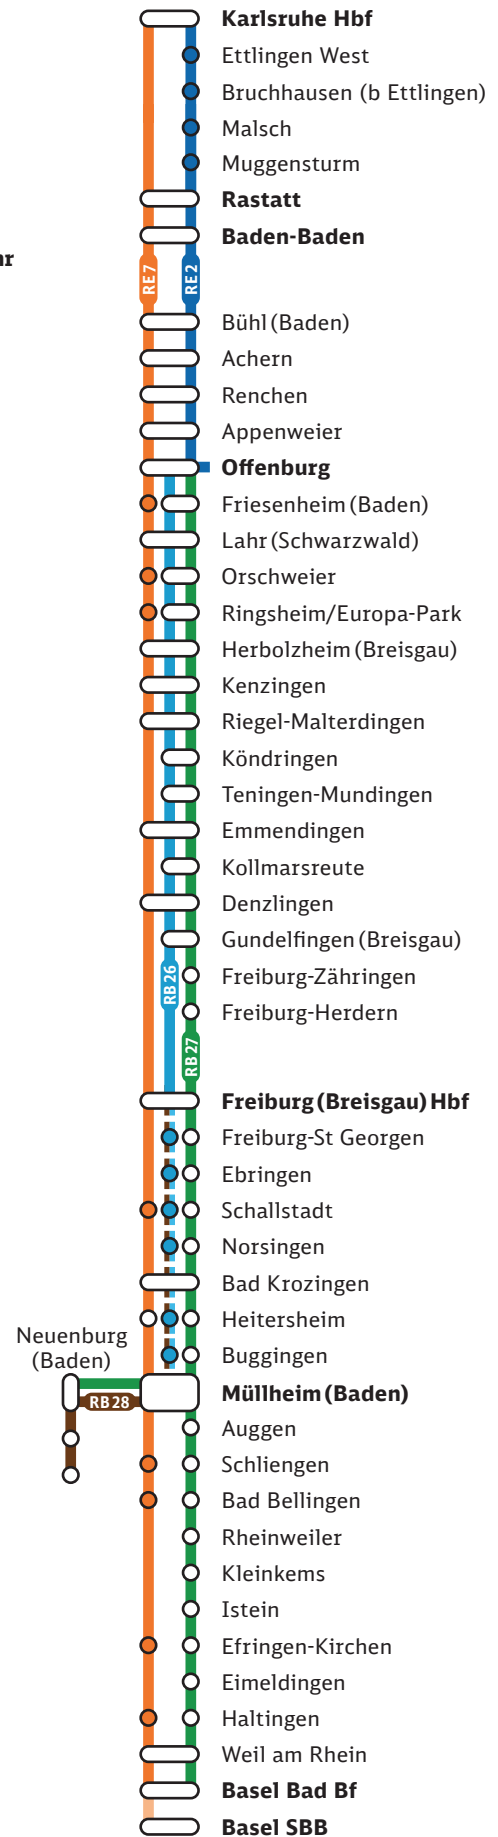 Karlsruhe Hbf
Ettlingen West
Bruchhausen (b Ettlingen)
Malsch
Muggensturm
Rastatt
Baden-Baden
RE 7
RE 2
Bühl (Baden)
Achern
Renchen
Appenweier
Offenburg
Friesenheim (Baden)
Lahr (Schwarzwald)
Orschweier
Ringsheim/Europa-Park
Herbolzheim (Breisgau)
Kenzingen
Riegel-Malterdingen
Köndringen
Teningen-Mundingen
Emmendingen
Kollmarsreute
Denzlingen
Gundelfingen (Breisgau)
RB 26
Freiburg-Zähringen
Freiburg-Herdern
RB 27
Freiburg (Breisgau) Hbf
Freiburg-St Georgen
Ebringen
Schallstadt
Norsingen
Bad Krozingen
Heitersheim
Neuenburg
(Baden)
Buggingen
Müllheim (Baden)
RB 28
Auggen
Schliengen
Bad Bellingen
Rheinweiler
Kleinkems
Istein
Efringen-Kirchen
Eimeldingen
Haltingen
Weil am Rhein
Basel Bad Bf
Basel SBB